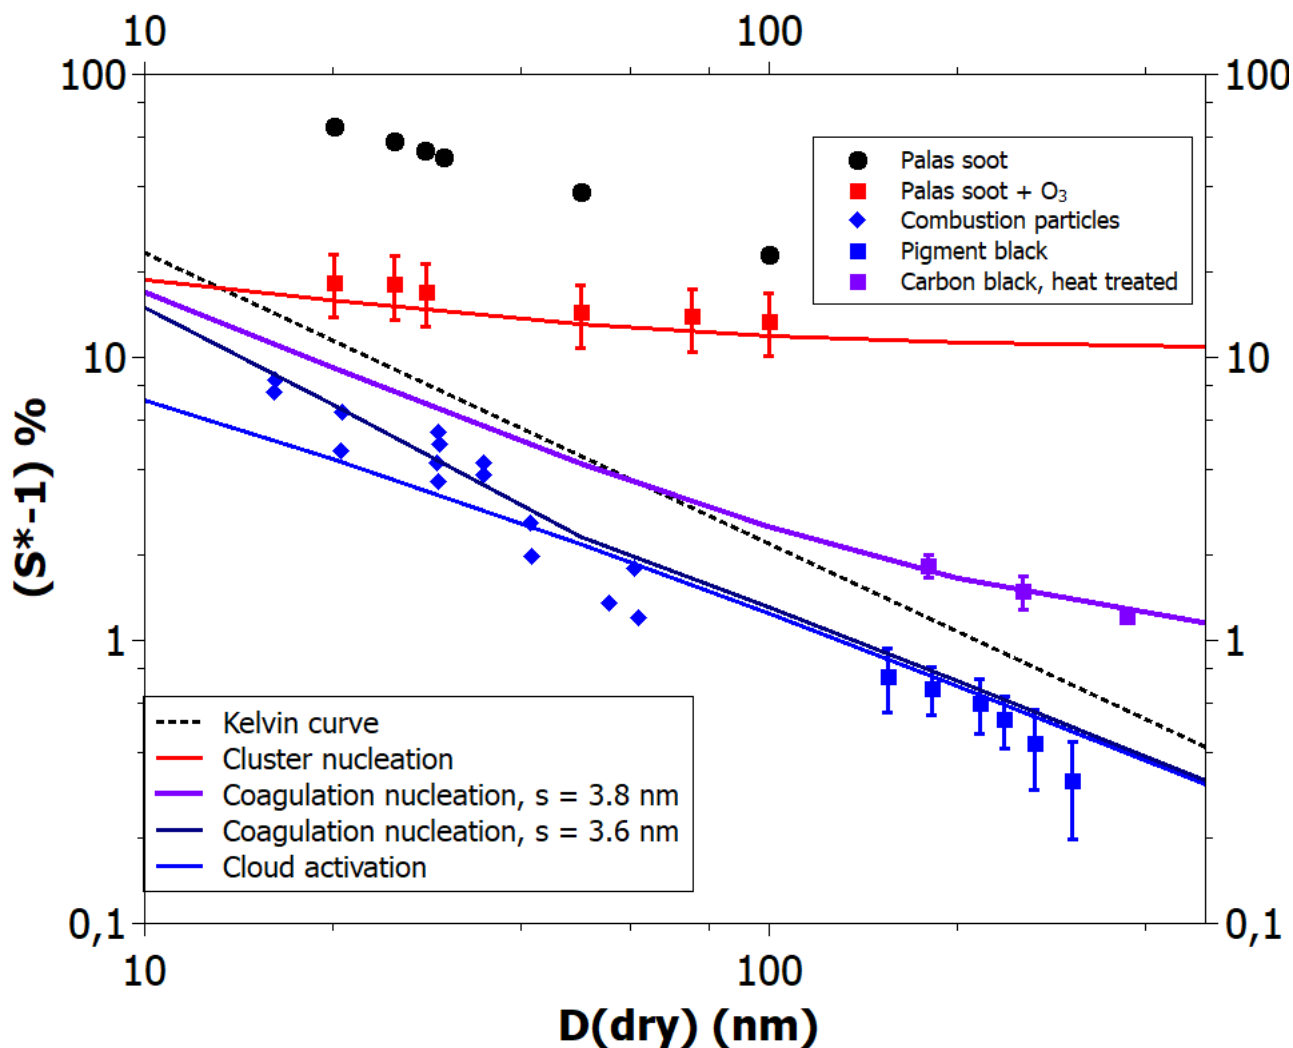 10 100
100 100
Palas soot
Palas soot + O₃
Combustion particles
Pigment black
Carbon black, heat treated
10 10
(S*-1) %
1 1
Kelvin curve
Cluster nucleation
Coagulation nucleation, s = 3.8 nm
Coagulation nucleation, s = 3.6 nm
Cloud activation
0,1 0,1
10 100
D(dry) (nm)